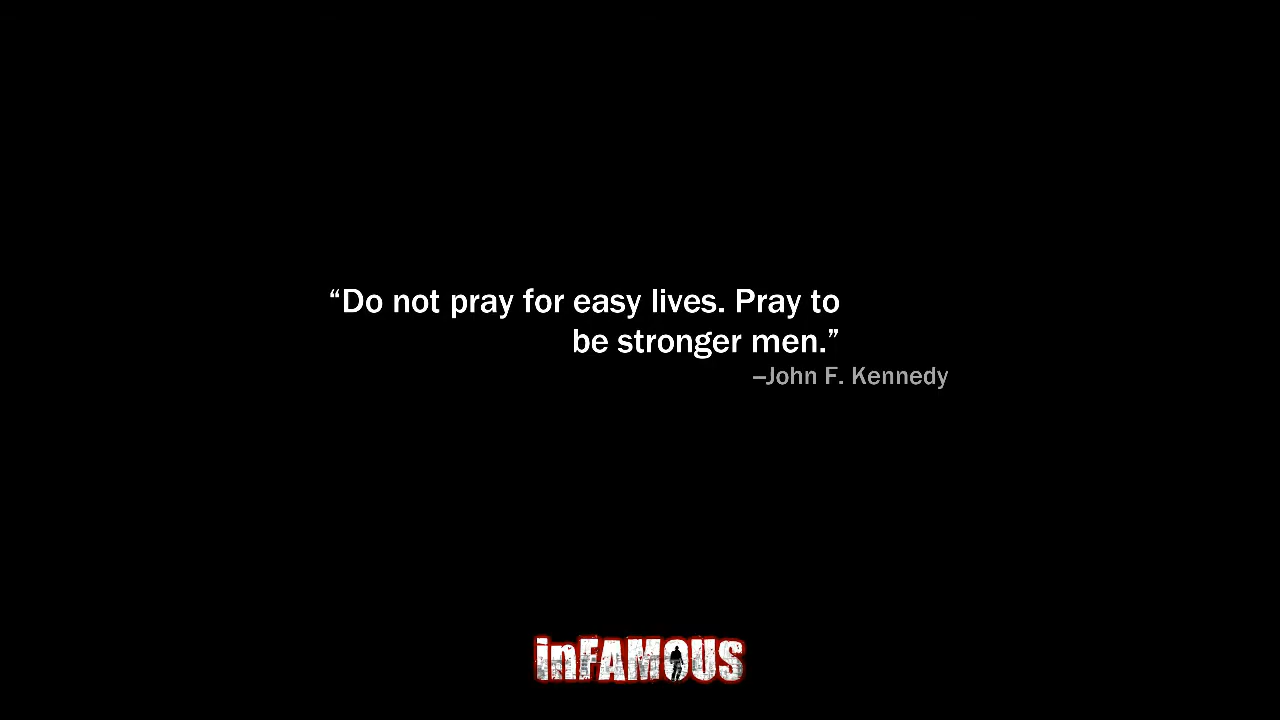 “Do not pray for easy lives. Pray to
be stronger men.”
–John F. Kennedy
inFAMOUS